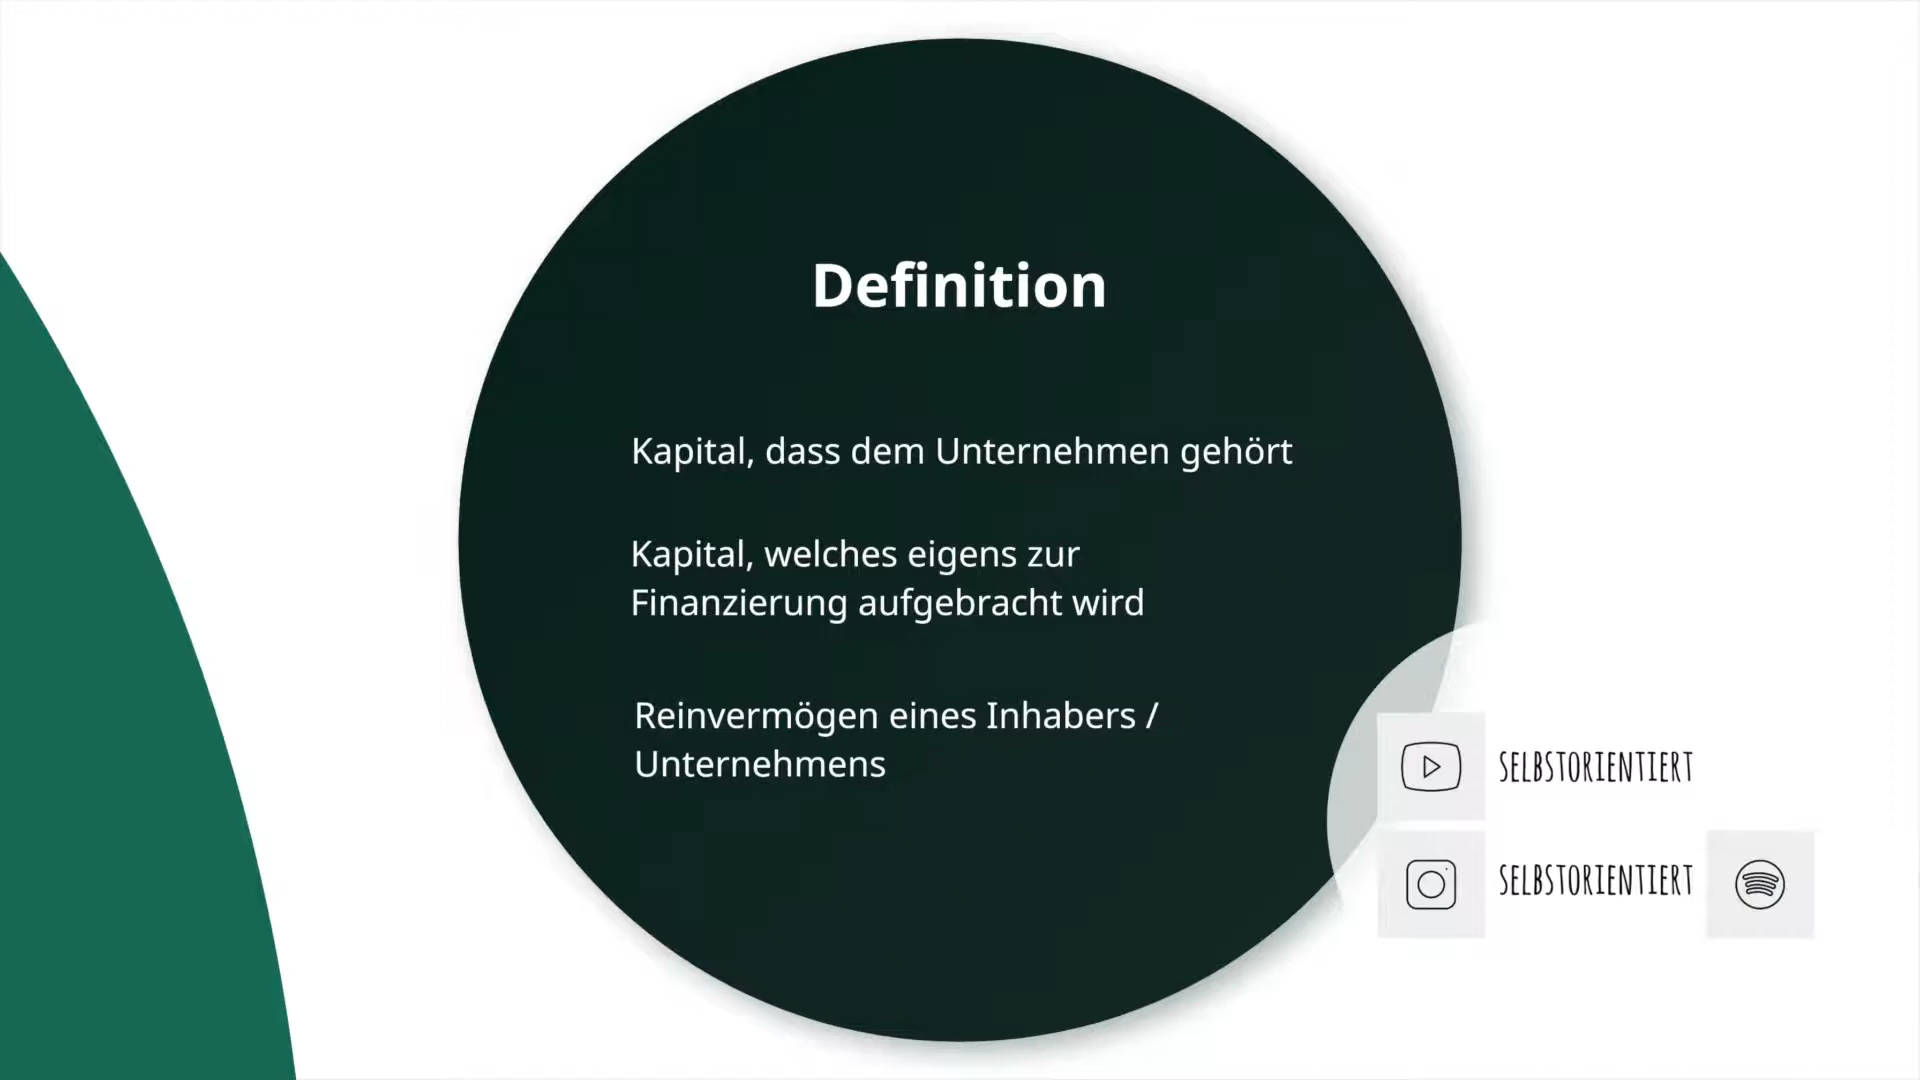 Definition
Kapital, dass dem Unternehmen gehört
Kapital, welches eigens zur
Finanzierung aufgebracht wird
Reinvermögen eines Inhabers /
Unternehmens
SELBSTORIENTIERT
SELBSTORIENTIERT